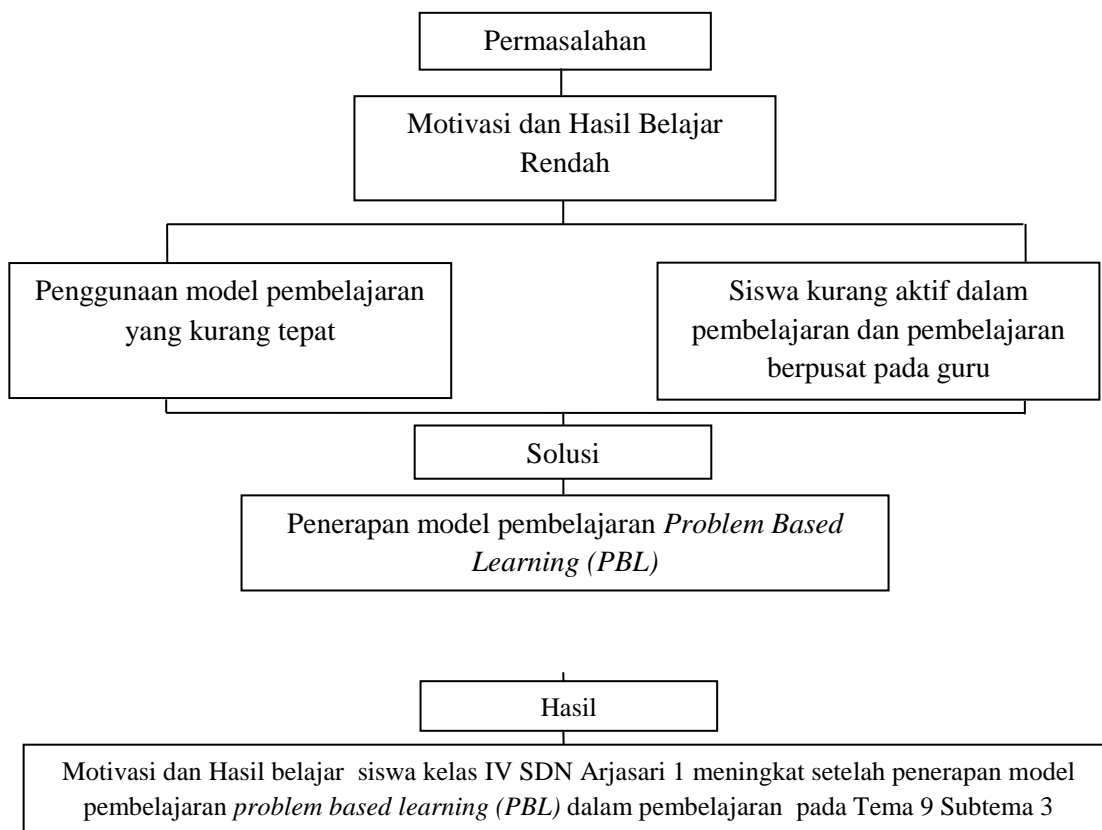 Permasalahan
Motivasi dan Hasil Belajar
Rendah
Penggunaan model pembelajaran
yang kurang tepat
Siswa kurang aktif dalam
pembelajaran dan pembelajaran
berpusat pada guru
Solusi
Penerapan model pembelajaran Problem Based
Learning (PBL)
Hasil
Motivasi dan Hasil belajar siswa kelas IV SDN Arjasari 1 meningkat setelah penerapan model
pembelajaran problem based learning (PBL) dalam pembelajaran pada Tema 9 Subtema 3